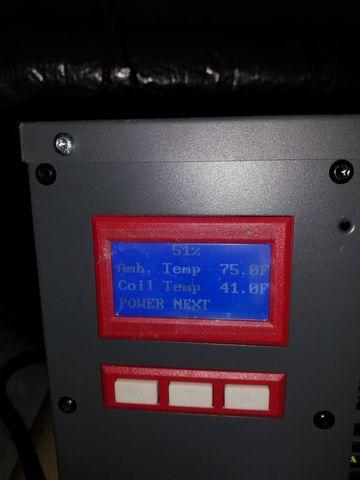 51%
Amb. Temp 75.0F
Coil Temp 41.0F
POWER NEXT